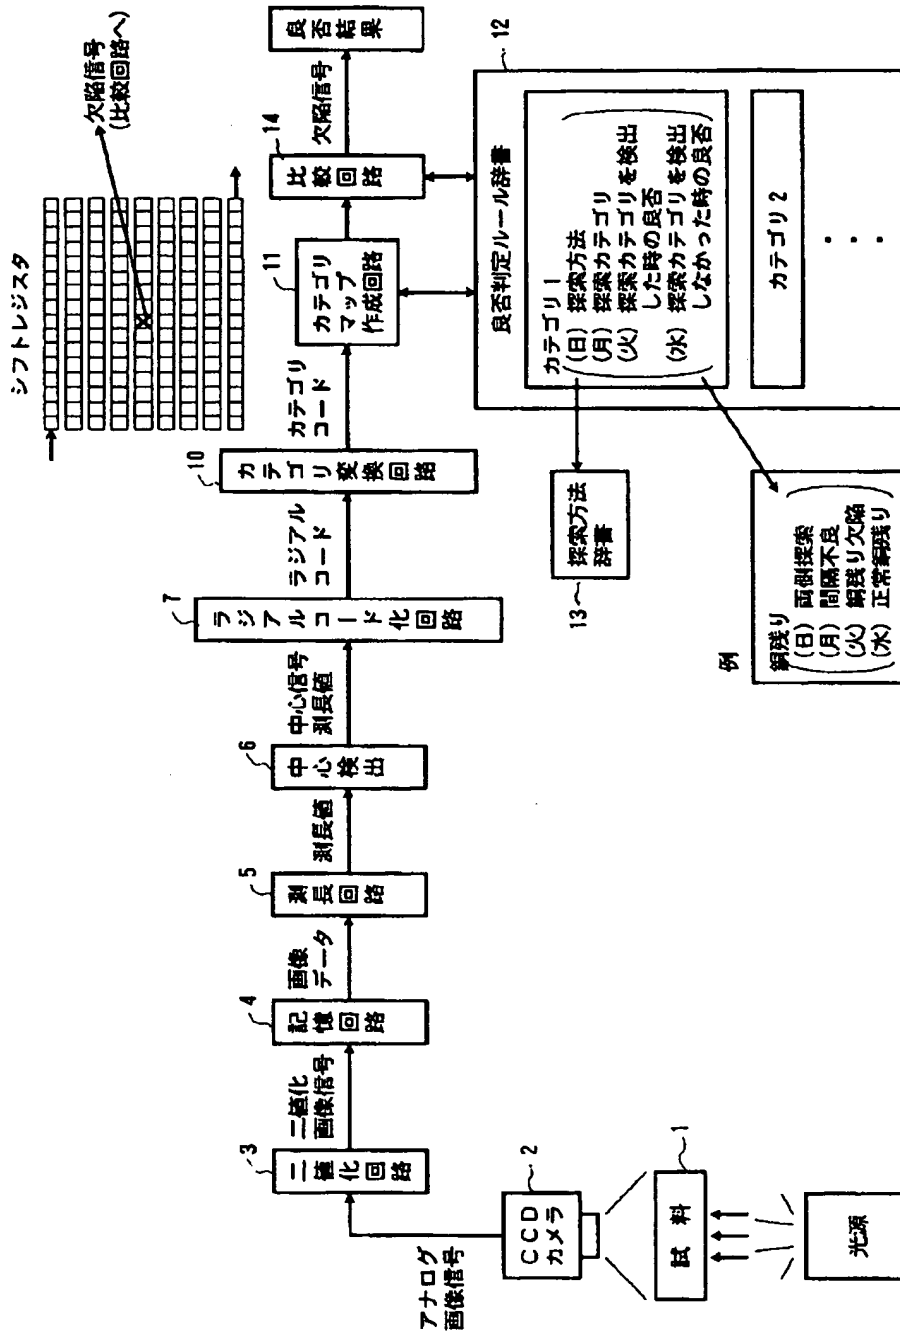 シフトレジスタ
欠陥信号
(比較回路へ)
光源
試料
1
CCD
カメラ
2
アナログ
画像信号
二値化回路
3
二値化
画像信号
記憶回路
4
画像
データ
測長回路
5
測長値
中心検出
6
中心信号
測長値
ラジアルコード化回路
7
ラジアル
コード
カテゴリ変換回路
10
カテゴリ
コード
カテゴリ
マップ
作成回路
11
比較回路
14
欠陥信号
良否結果
良否判定ルール辞書
12
カテゴリ1
(日) 探索方法
(月) 探索カテゴリ
(火) 探索カテゴリを検出
した時の良否
(水) 探索カテゴリを検出
しなかった時の良否
カテゴリ2
・・・
探索方法
辞書
13
例
銅残り
(日) 両側探索
(月) 間隔不良
(火) 銅残り欠陥
(水) 正常銅残り